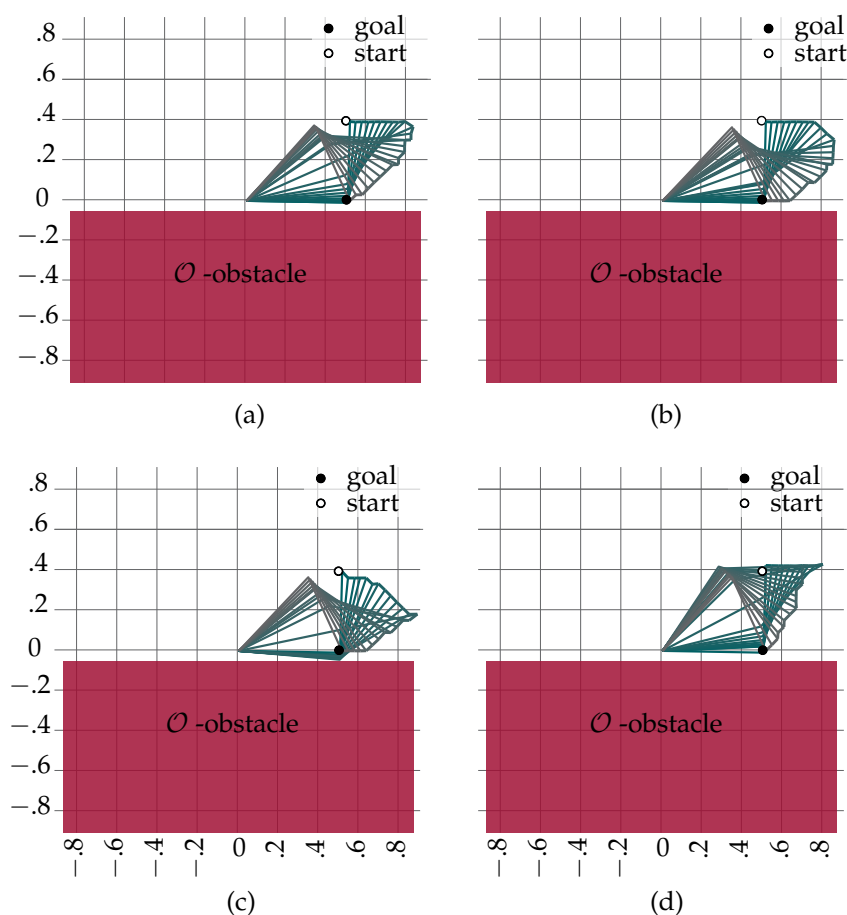 .8
.6
.4
.2
0
−.2
−.4
−.6
−.8
goal
start
𝒪 -obstacle
(a)
goal
start
𝒪 -obstacle
(b)
.8
.6
.4
.2
0
−.2
−.4
−.6
−.8
goal
start
𝒪 -obstacle
−.8
−.6
−.4
−.2
0
.2
.4
.6
.8
(c)
goal
start
𝒪 -obstacle
−.8
−.6
−.4
−.2
0
.2
.4
.6
.8
(d)